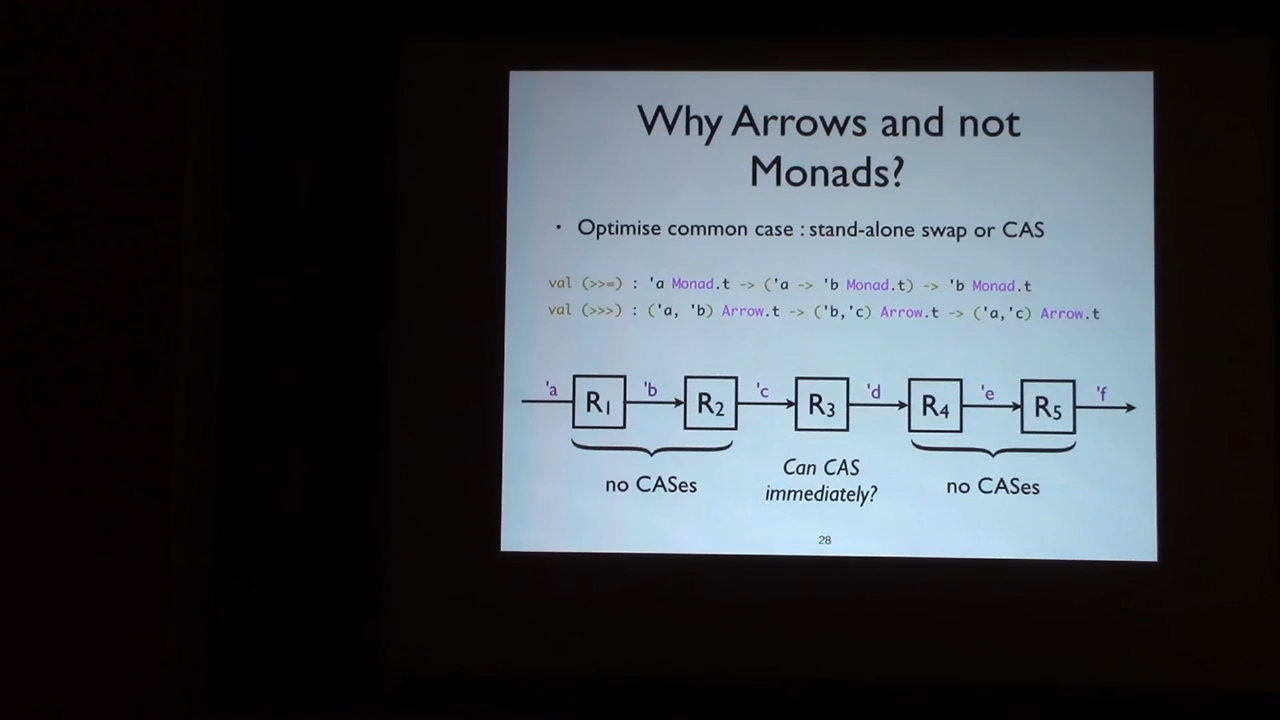 Why Arrows and not
Monads?
• Optimise common case : stand-alone swap or CAS
val (>>=) : 'a Monad.t -> ('a -> 'b Monad.t) -> 'b Monad.t
val (>>>) : ('a, 'b) Arrow.t -> ('b,'c) Arrow.t -> ('a,'c) Arrow.t
'a R1 'b R2 'c R3 'd R4 'e R5 'f
no CASes
Can CAS
immediately?
no CASes
28